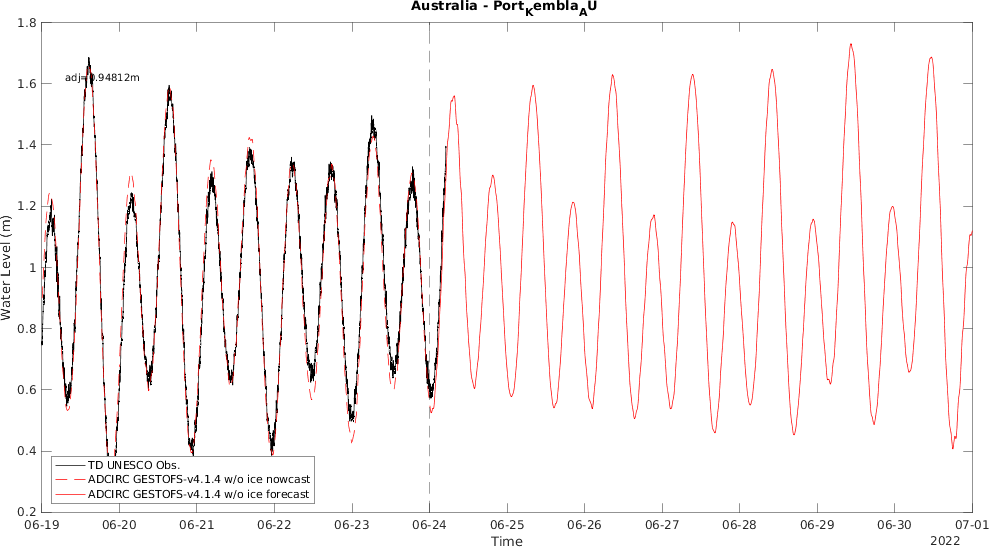 Australia - PortKemblaAU
1.8
1.6
1.4
1.2
1
0.8
0.6
0.4
0.2
Water Level (m)
adj=0.94812m
TD UNESCO Obs.
ADCIRC GESTOFS-v4.1.4 w/o ice nowcast
ADCIRC GESTOFS-v4.1.4 w/o ice forecast
06-19 06-20 06-21 06-22 06-23 06-24 06-25 06-26 06-27 06-28 06-29 06-30 07-01
Time
2022